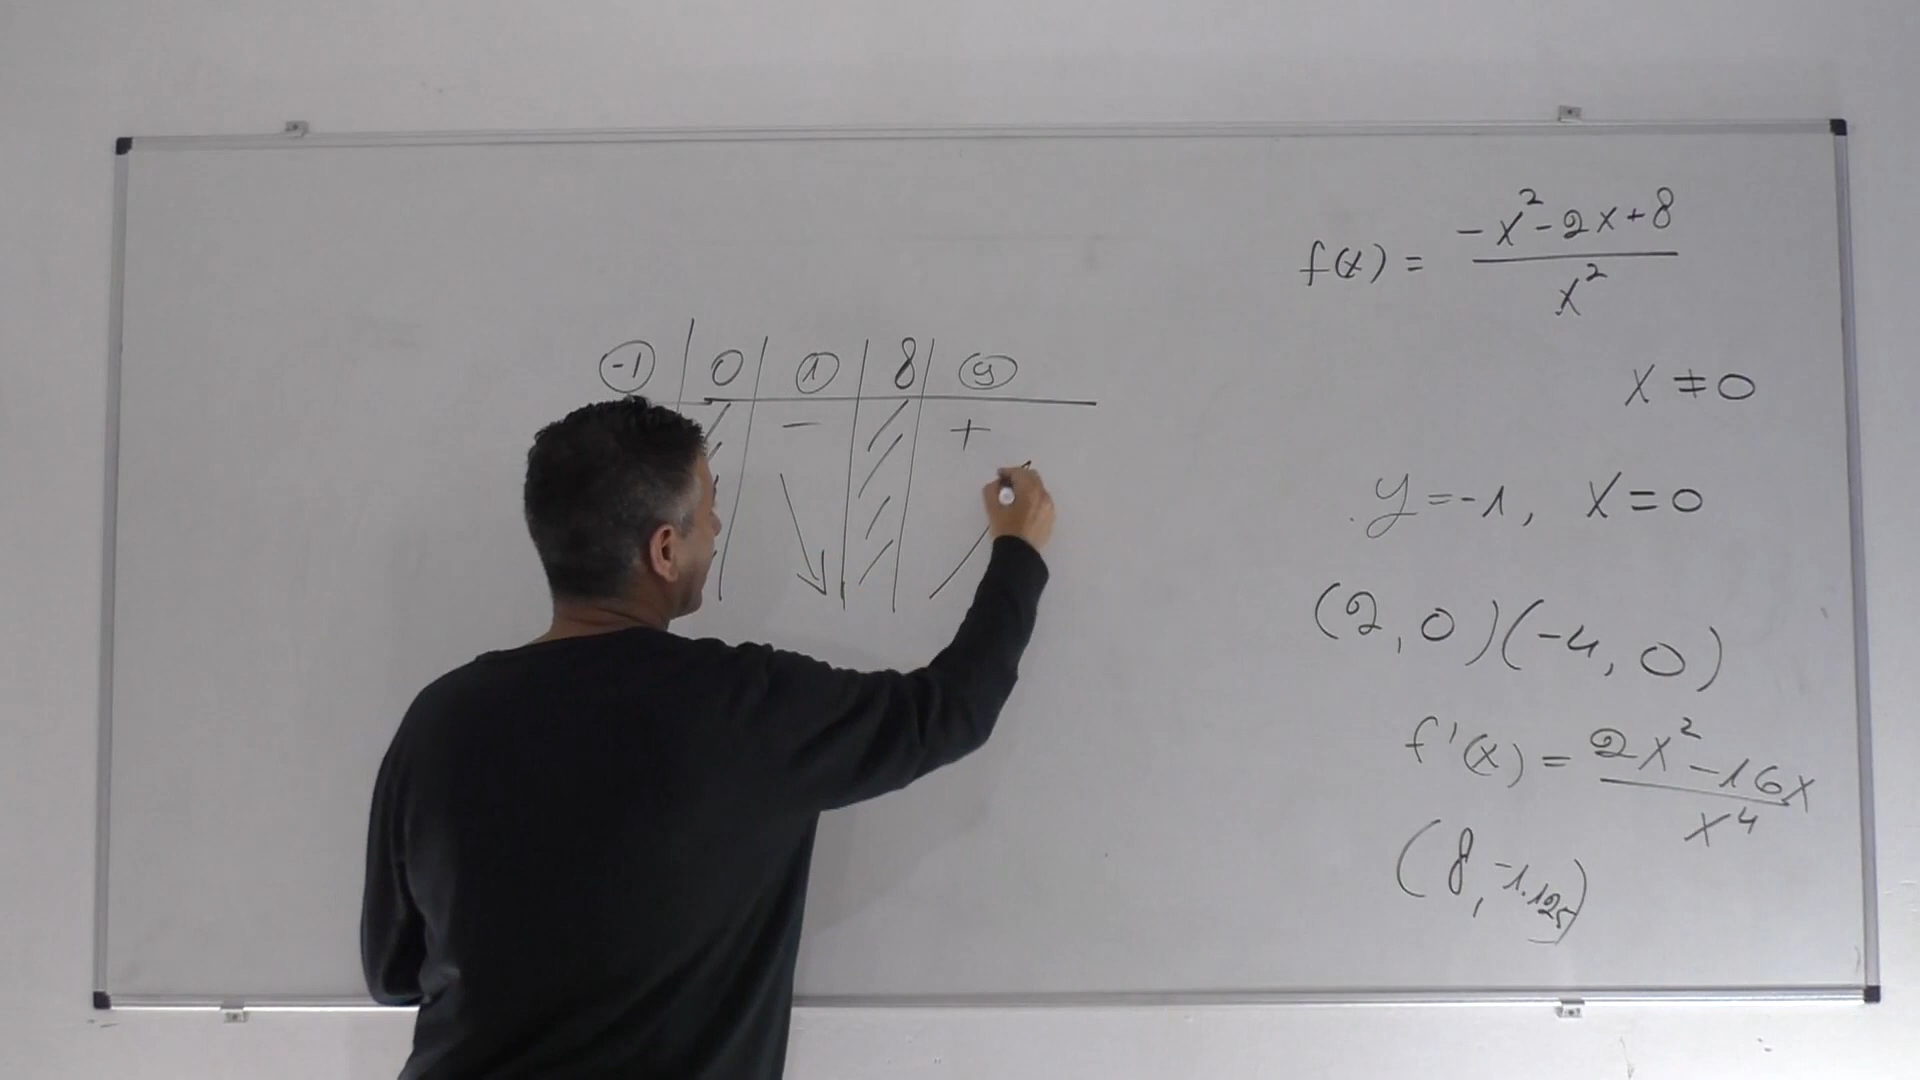 -1 | 0 | 1 | 8 | 9
- +
f(x) = (-x²-2x+8)/x²
x ≠ 0
y=-1, x=0
(2,0)(-4,0)
f'(x) = (2x²-16x)/x⁴
(8,-1.125)